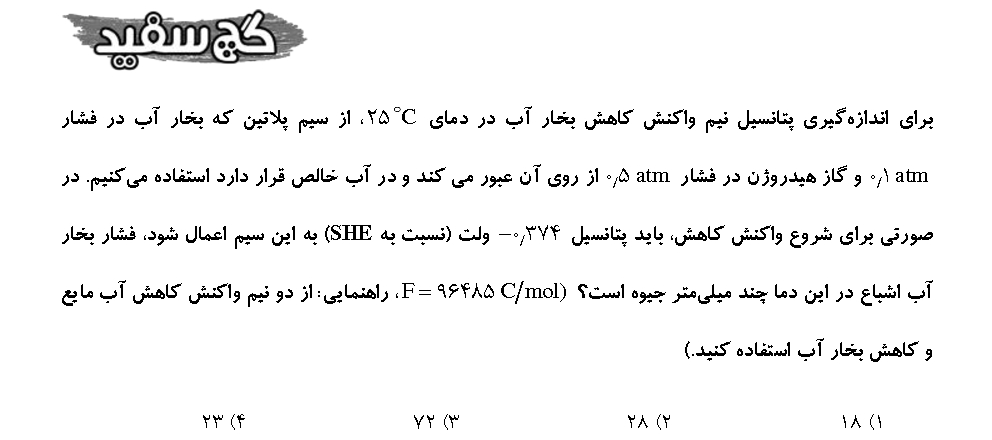 گچ سفید
برای اندازه‌گیری پتانسیل نیم واکنش کاهش بخار آب در دمای ۲۵ °C، از سیم پلاتین که بخار آب در فشار
۰٫۱ atm و گاز هیدروژن در فشار ۰٫۵ atm از روی آن عبور می کند و در آب خالص قرار دارد استفاده می‌کنیم. در
صورتی برای شروع واکنش کاهش، باید پتانسیل −۰٫۳۷۴ ولت (نسبت به SHE) به این سیم اعمال شود، فشار بخار
آب اشباع در این دما چند میلی‌متر جیوه است؟ (F = ۹۶۴۸۵ C/mol، راهنمایی: از دو نیم واکنش کاهش آب مایع
و کاهش بخار آب استفاده کنید.)
۱) ۱۸ ۲) ۲۸ ۳) ۷۲ ۴) ۲۳